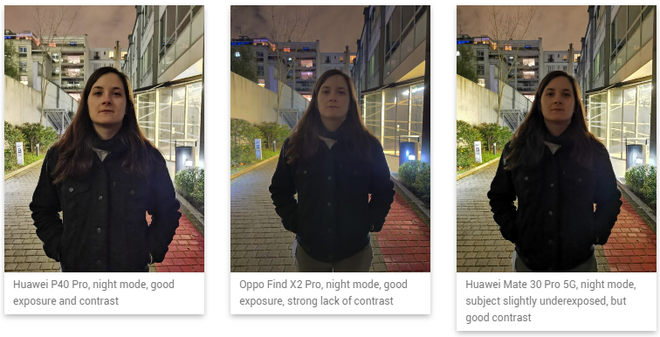 Huawei P40 Pro, night mode, good
exposure and contrast
Oppo Find X2 Pro, night mode, good
exposure, strong lack of contrast
Huawei Mate 30 Pro 5G, night mode,
subject slightly underexposed, but
good contrast